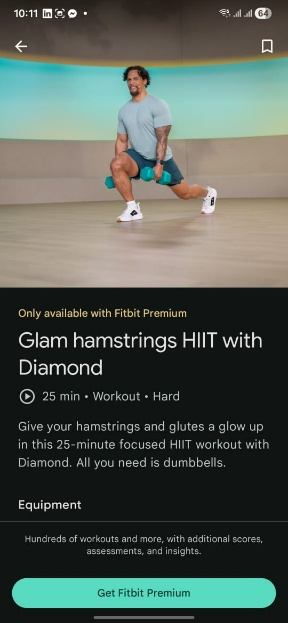 10:11
64
Only available with Fitbit Premium
Glam hamstrings HIIT with
Diamond
25 min • Workout • Hard
Give your hamstrings and glutes a glow up
in this 25-minute focused HIIT workout with
Diamond. All you need is dumbbells.
Equipment
Hundreds of workouts and more, with additional scores,
assessments, and insights.
Get Fitbit Premium